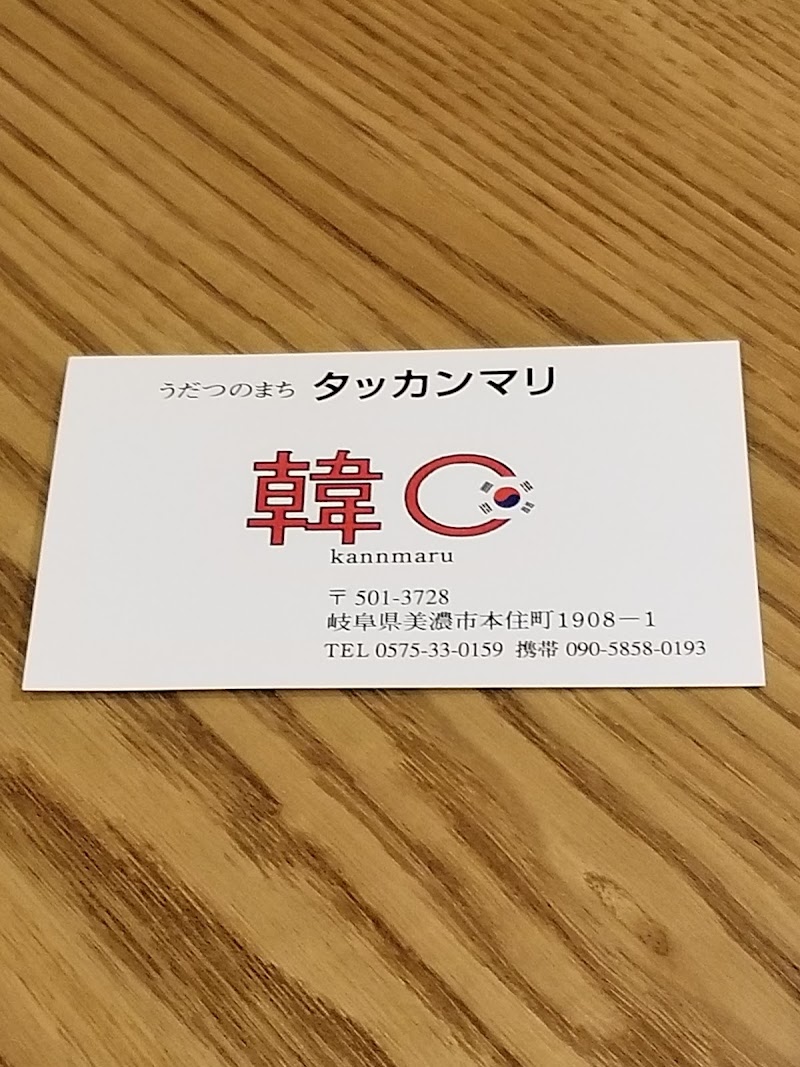 うだつのまち タッカンマリ
韓
kannmaru
〒501-3728
岐阜県美濃市本住町1908－1
TEL 0575-33-0159 携帯 090-5858-0193